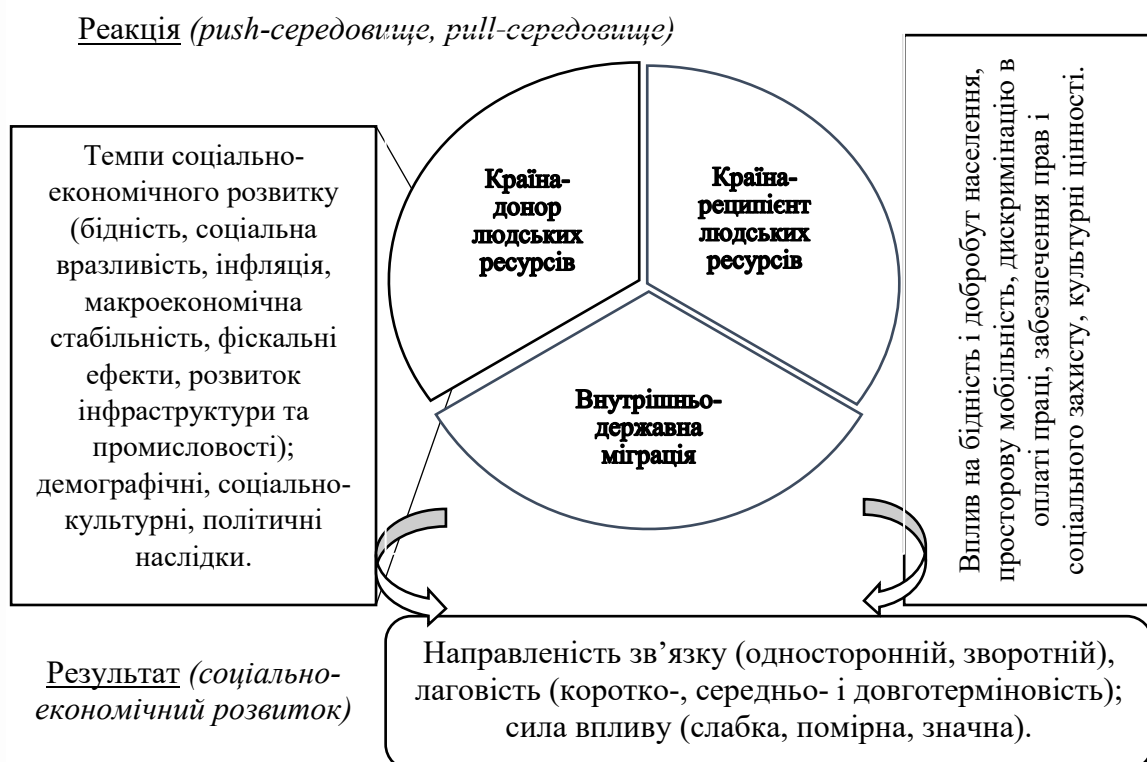 Реакція (push-середовище, pull-середовище)
Темпи соціально-
економічного розвитку
(бідність, соціальна
вразливість, інфляція,
макроекономічна
стабільність, фіскальні
ефекти, розвиток
інфраструктури та
промисловості);
демографічні, соціально-
культурні, політичні
наслідки.
Країна-
донор
людських
ресурсів
Країна-
реципієнт
людських
ресурсів
Внутрішньо-
державна
міграція
Вплив на бідність і добробут населення,
просторову мобільність, дискримінацію в
оплаті праці, забезпечення прав і
соціального захисту, культурні цінності.
Результат (соціально-
економічний розвиток)
Направленість зв’язку (односторонній, зворотній),
лаговість (коротко-, середньо- і довготерміновість);
сила впливу (слабка, помірна, значна).